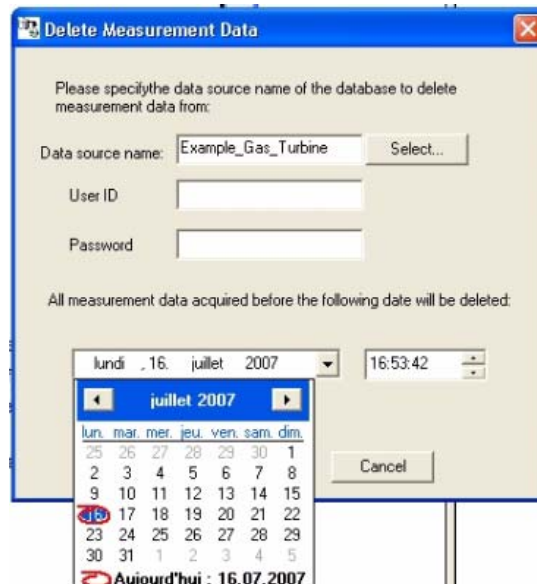 Delete Measurement Data
Please specifythe data source name of the database to delete
measurement data from:
Data source name: Example_Gas_Turbine Select...
User ID
Password
All measurement data acquired before the following date will be deleted:
lundi , 16. juillet 2007 16:53:42
juillet 2007
lun. mar. mer. jeu. ven. sam. dim.
25 26 27 28 29 30 1
2 3 4 5 6 7 8
9 10 11 12 13 14 15
16 17 18 19 20 21 22
23 24 25 26 27 28 29
30 31 1 2 3 4 5
Aujourd'hui : 16.07.2007
Cancel